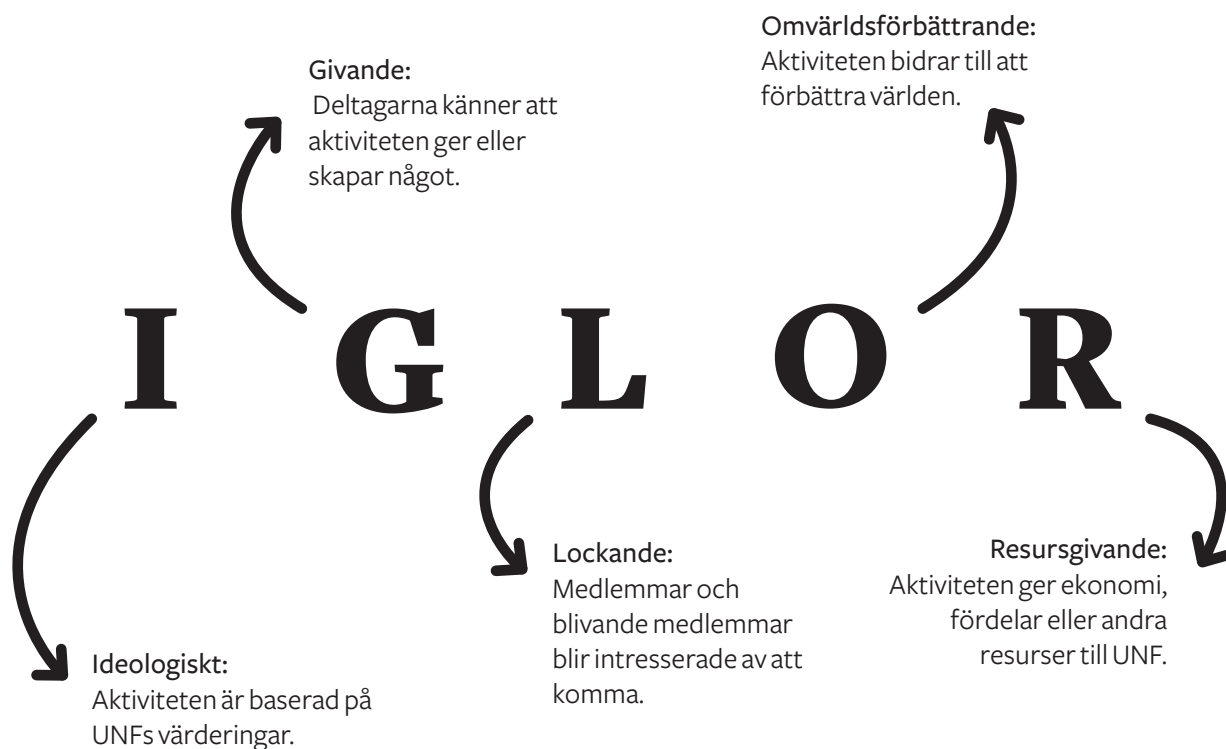 Omvärldsförbättrande:
Aktiviteten bidrar till att
förbättra världen.
Givande:
Deltagarna känner att
aktiviteten ger eller
skapar något.
I G L O R
Lockande:
Medlemmar och
blivande medlemmar
blir intresserade av att
komma.
Resursgivande:
Aktiviteten ger ekonomi,
fördelar eller andra
resurser till UNF.
Ideologiskt:
Aktiviteten är baserad på
UNFs värderingar.